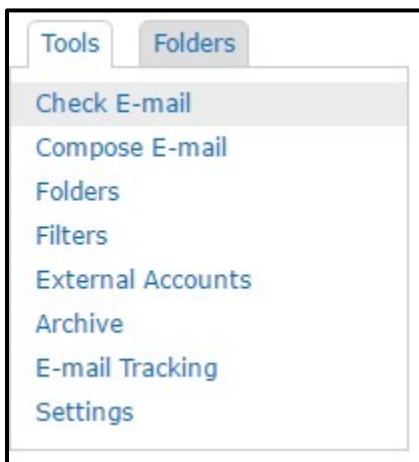 Tools Folders
Check E-mail
Compose E-mail
Folders
Filters
External Accounts
Archive
E-mail Tracking
Settings